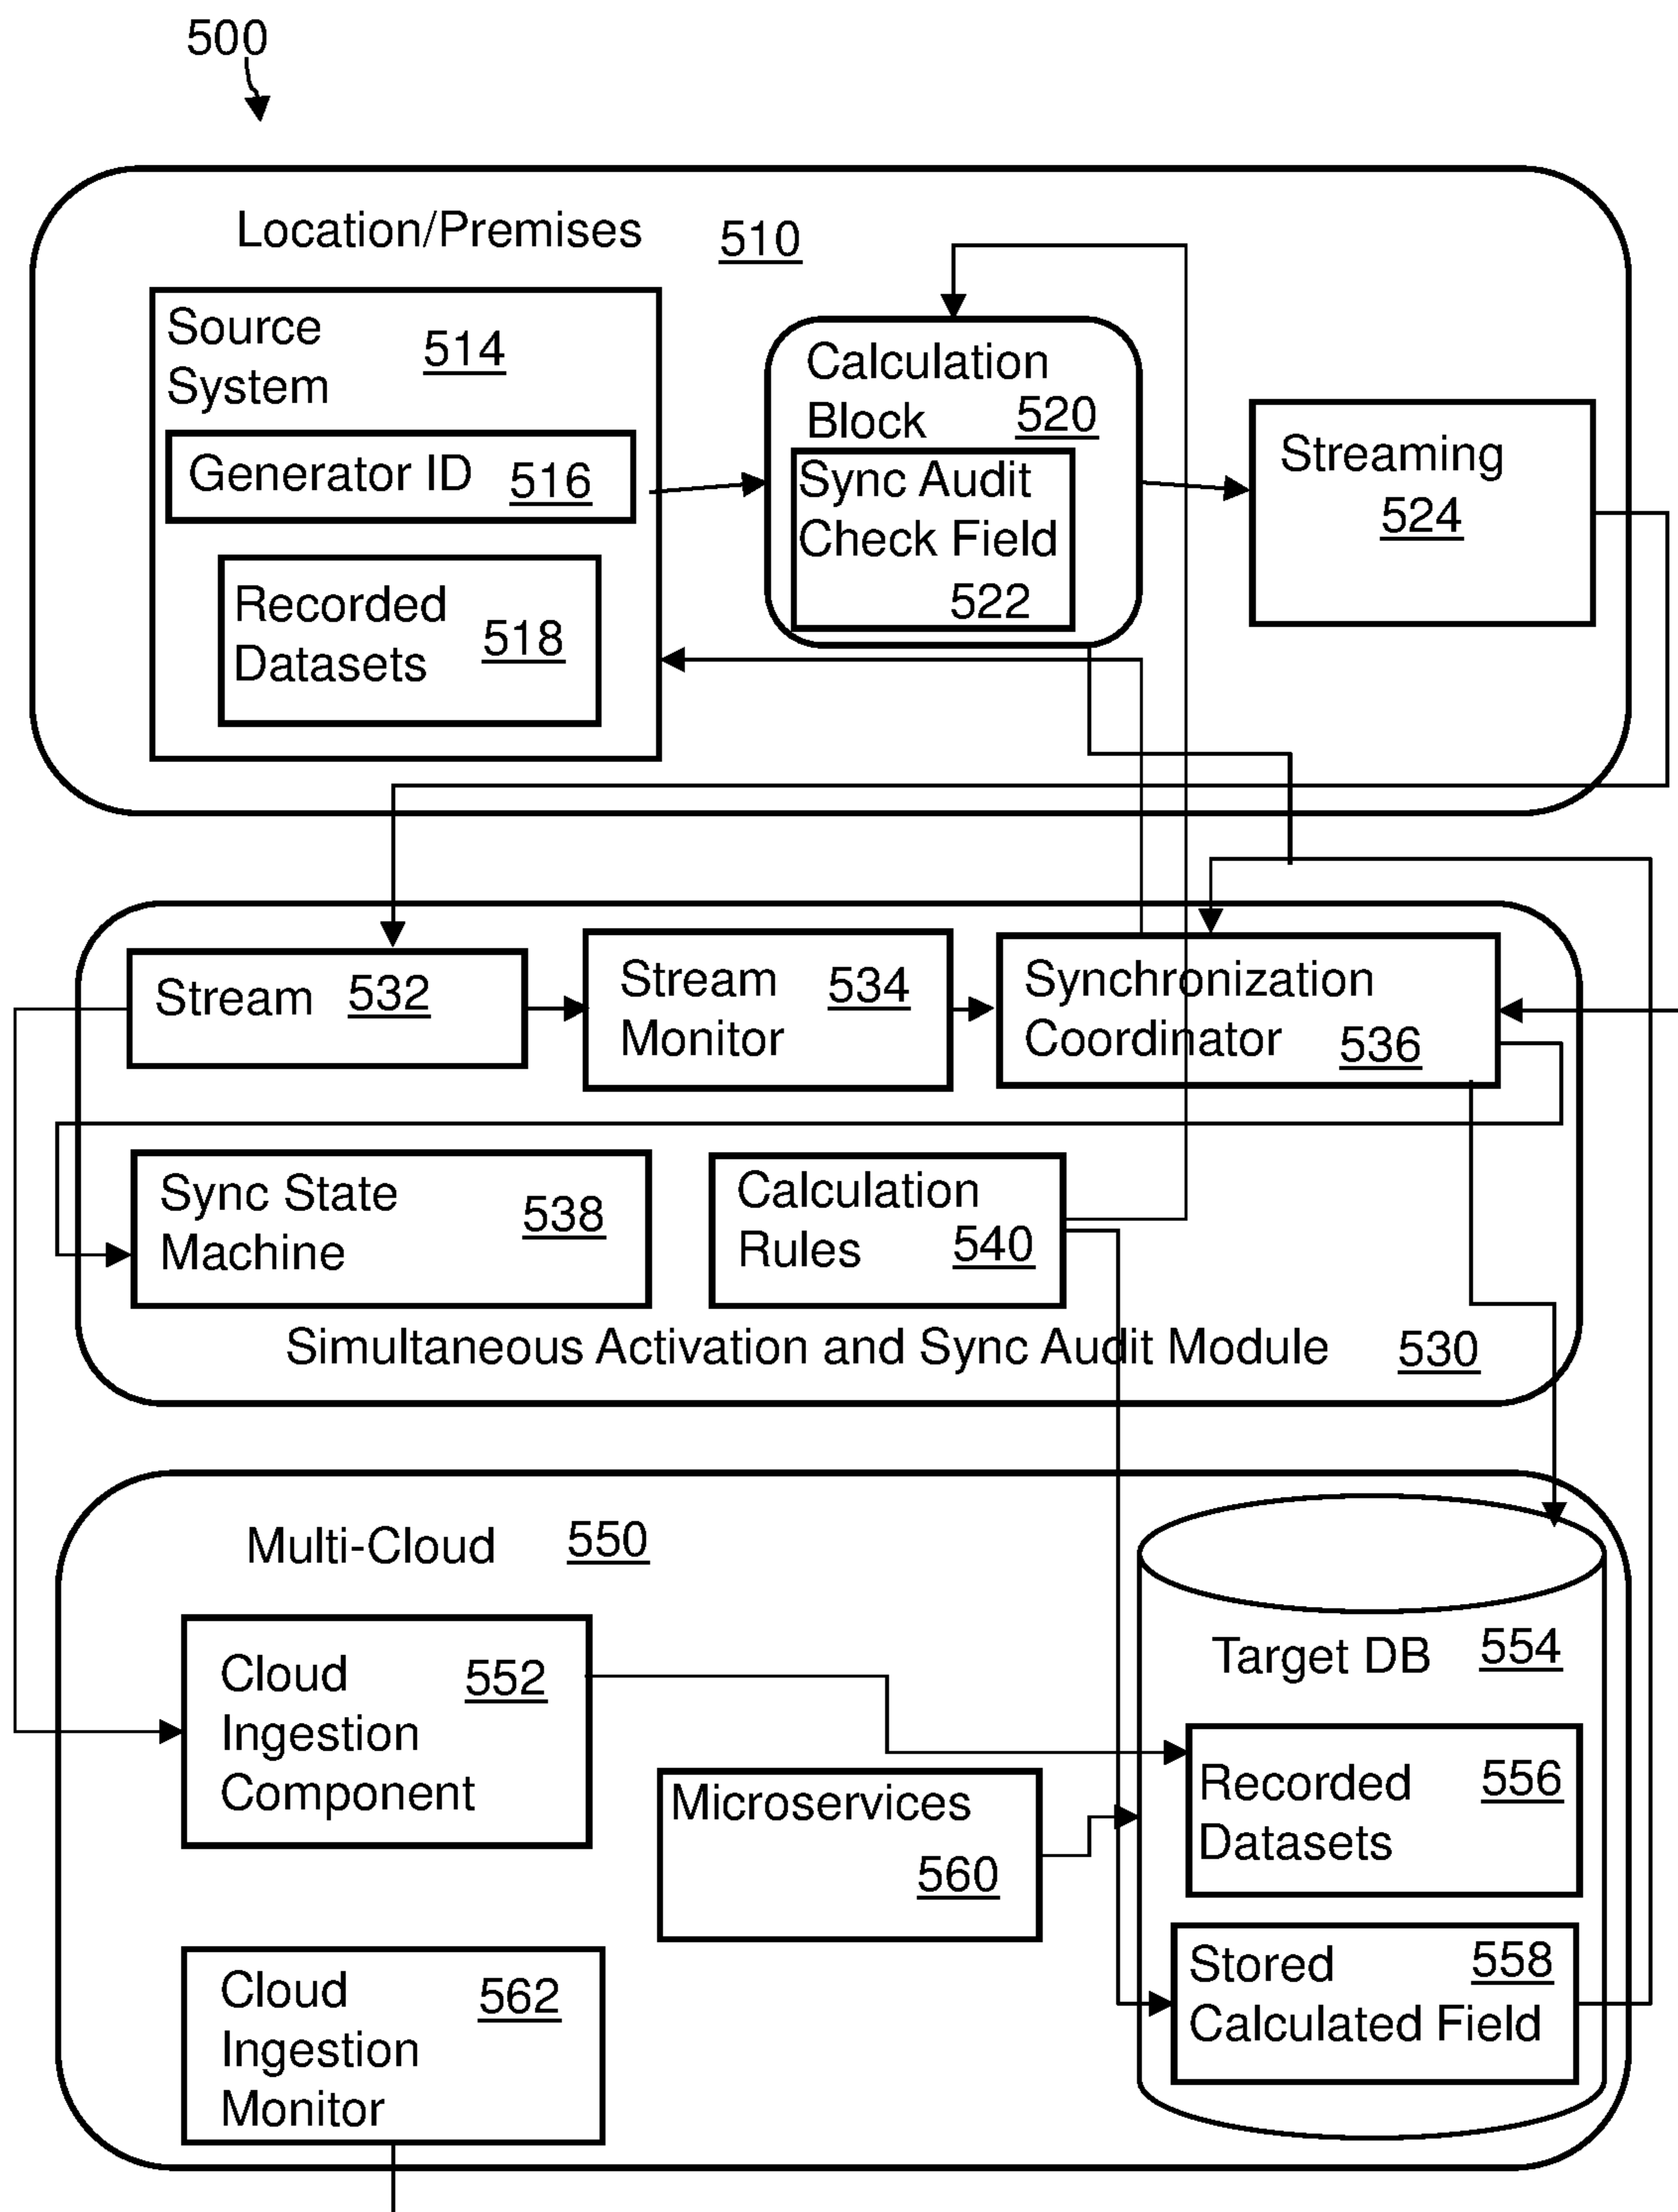 500
Location/Premises 510
Source
System 514
Generator ID 516
Recorded
Datasets 518
Calculation
Block 520
Sync Audit
Check Field
522
Streaming
524
Stream 532
Stream
Monitor 534
Synchronization
Coordinator 536
Sync State
Machine 538
Calculation
Rules 540
Simultaneous Activation and Sync Audit Module 530
Multi-Cloud 550
Cloud
Ingestion
Component 552
Target DB 554
Recorded
Datasets 556
Microservices
560
Stored
Calculated Field 558
Cloud
Ingestion
Monitor 562